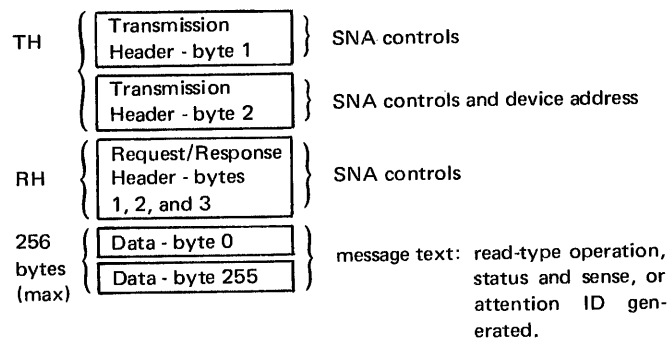 TH
Transmission
Header - byte 1
SNA controls
Transmission
Header - byte 2
SNA controls and device address
RH
Request/Response
Header - bytes
1, 2, and 3
SNA controls
256
bytes
(max)
Data - byte 0
Data - byte 255
message text: read-type operation,
status and sense, or
attention ID gen-
erated.